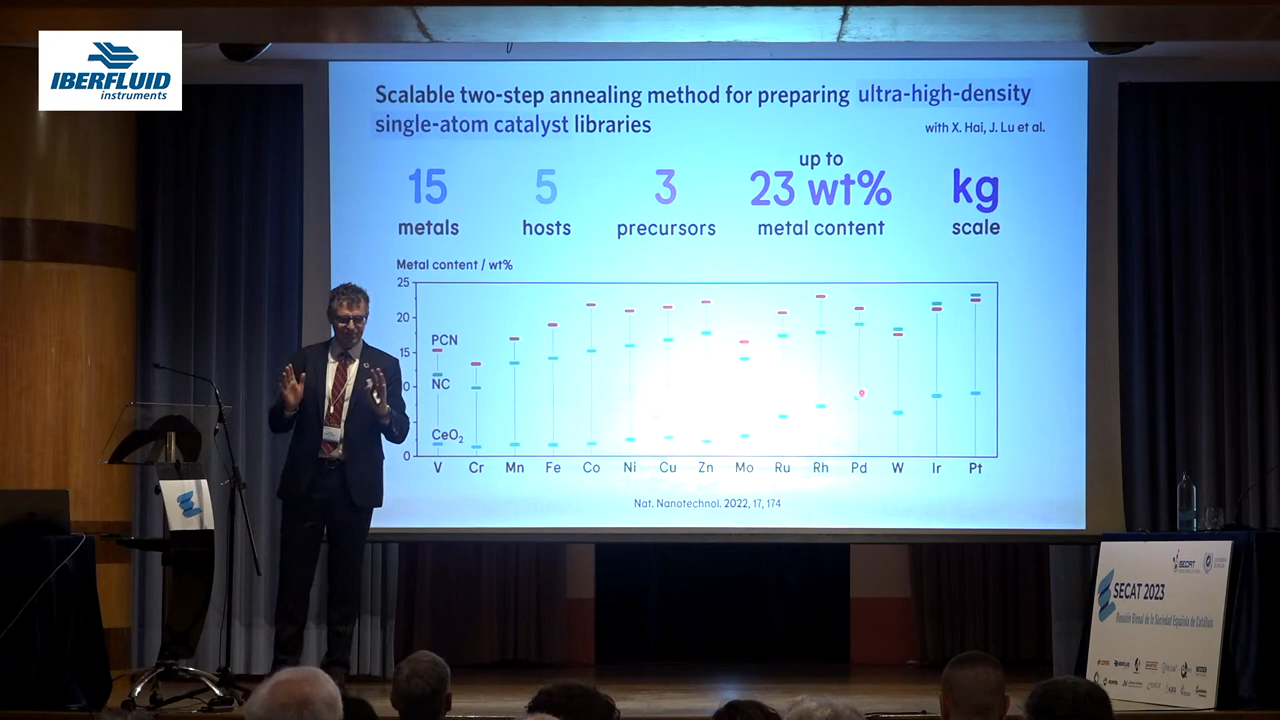 IBERFLUID
instruments
Scalable two-step annealing method for preparing ultra-high-density
single-atom catalyst libraries
with X. Hai, J. Lu et al.
15
metals
5
hosts
3
precursors
up to
23 wt%
metal content
kg
scale
Metal content / wt%
25
20
15
0
0
PCN
NC
CeO₂
V Cr Mn Fe Co Ni Cu Zn Mo Ru Rh Pd W Ir Pt
Nat. Nanotechnol. 2022, 17, 174
SECAT
SECAT 2023
Reunión Bienal de la Sociedad Española de Catálisis